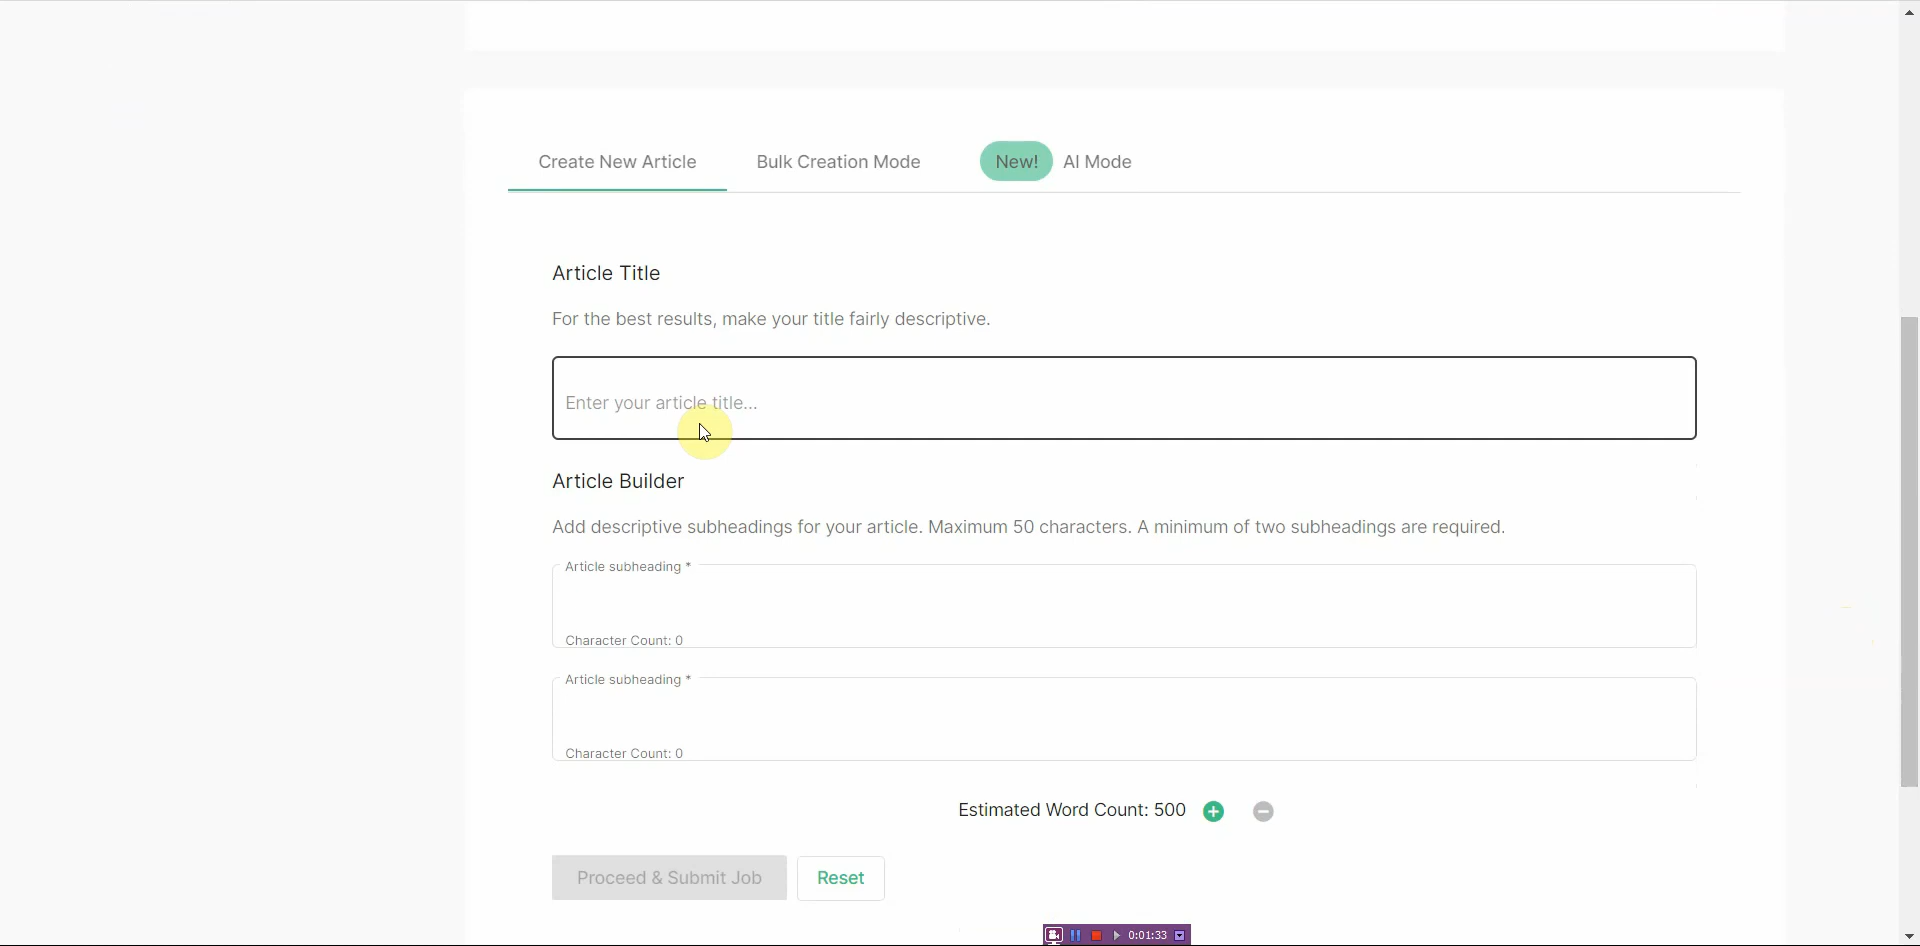 Create New Article
Bulk Creation Mode
New! AI Mode
Article Title
For the best results, make your title fairly descriptive.
Enter your article title...
Article Builder
Add descriptive subheadings for your article. Maximum 50 characters. A minimum of two subheadings are required.
Article subheading *
Character Count: 0
Article subheading *
Character Count: 0
Estimated Word Count: 500
Proceed & Submit Job
Reset
0:01:33